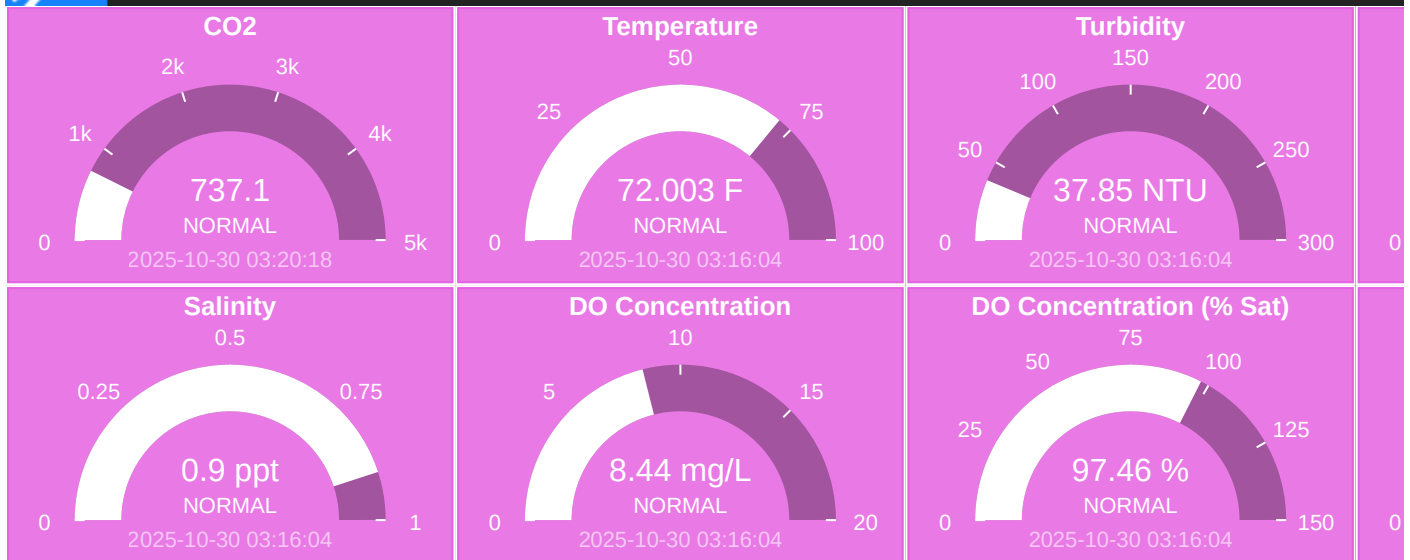 CO2
2k 3k
1k 4k
737.1
NORMAL
0 5k
2025-10-30 03:20:18
Temperature
50
25 75
72.003 F
NORMAL
0 100
2025-10-30 03:16:04
Turbidity
150
100 200
50 250
37.85 NTU
NORMAL
0 300
2025-10-30 03:16:04
0
Salinity
0.5
0.25 0.75
0.9 ppt
NORMAL
0 1
2025-10-30 03:16:04
DO Concentration
10
5 15
8.44 mg/L
NORMAL
0 20
2025-10-30 03:16:04
DO Concentration (% Sat)
75
50 100
25 125
97.46 %
NORMAL
0 150
2025-10-30 03:16:04
0